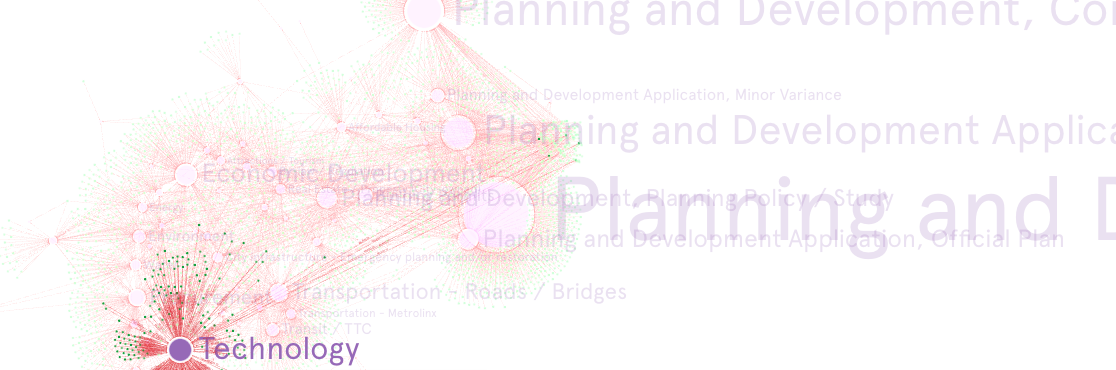 Planning and Development, Co
Planning and Development Application, Minor Variance
Affordable Housing
Planning and Development Applica
Economic Development
Planning and Development, Planning Policy / Study
Planning and D
Planning and Development Application, Official Plan
Environment
City Infrastructure - Emergency planning and/or restoration
Transportation - Roads / Bridges
Transportation - Metrolinx
Transit / TTC
Technology